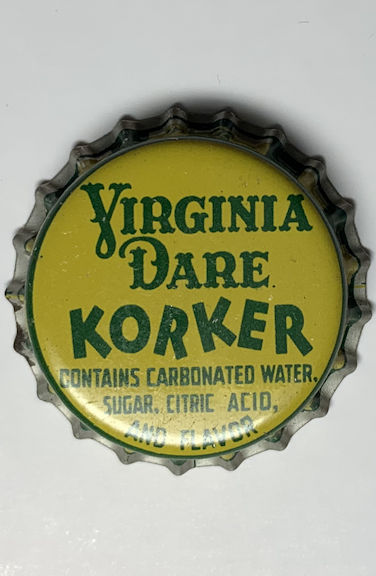 VIRGINIA
DARE
KORKER
CONTAINS CARBONATED WATER,
SUGAR, CITRIC ACID,
AND FLAVOR